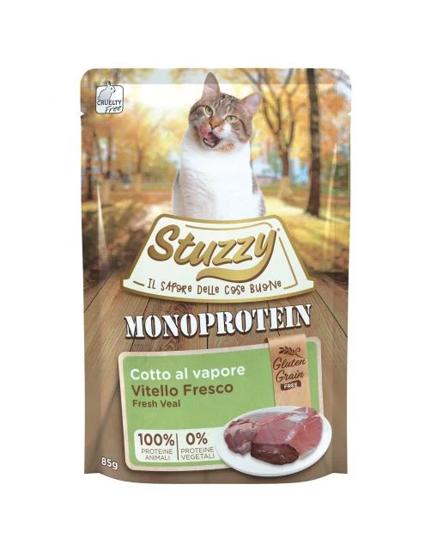 CRUELTY
Free
Stuzzy
IL SAPORE DELLE COSE BUONE
MONOPROTEIN
Gluten
Grain
FREE
Cotto al vapore
Vitello Fresco
Fresh Veal
100% PROTEINE ANIMALI
0% PROTEINE VEGETALI
85g